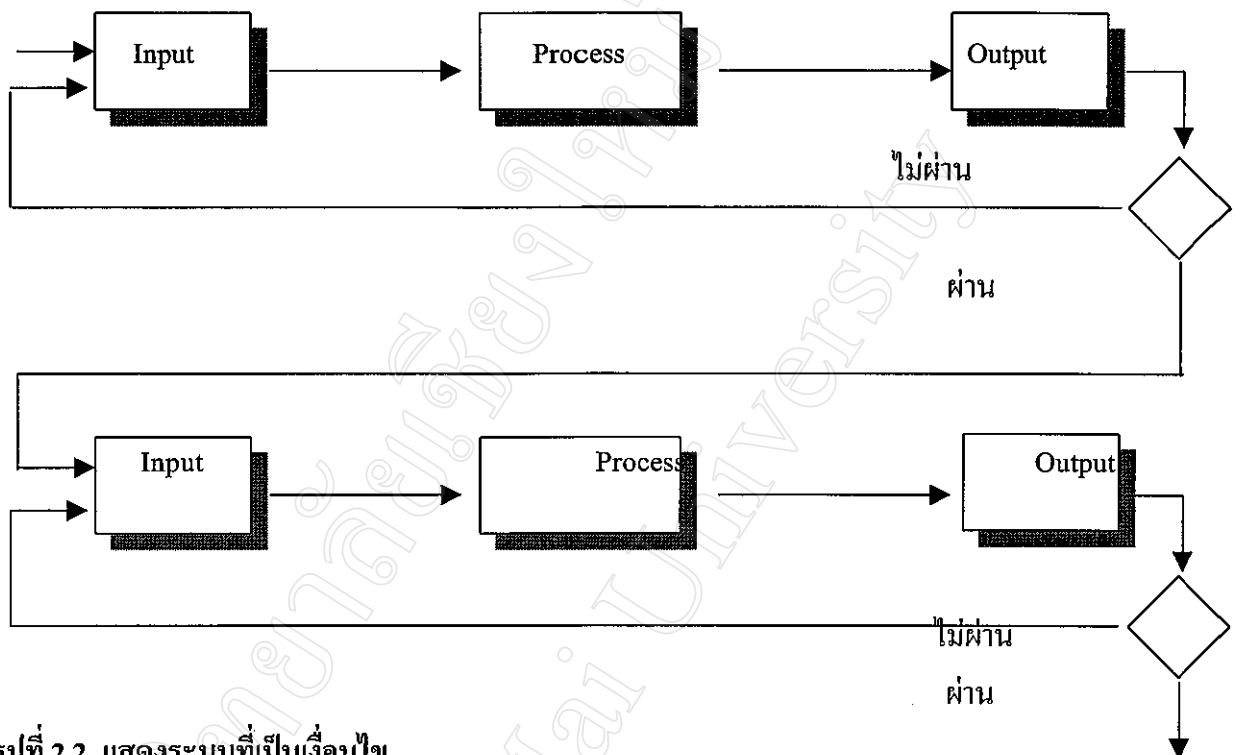 Input Process Output
ไม่ผ่าน
ผ่าน
Input Process Output
ไม่ผ่าน
ผ่าน
รูปที่ 2.2 แสดงระบบที่เป็นเงื่อนไข
Mai University